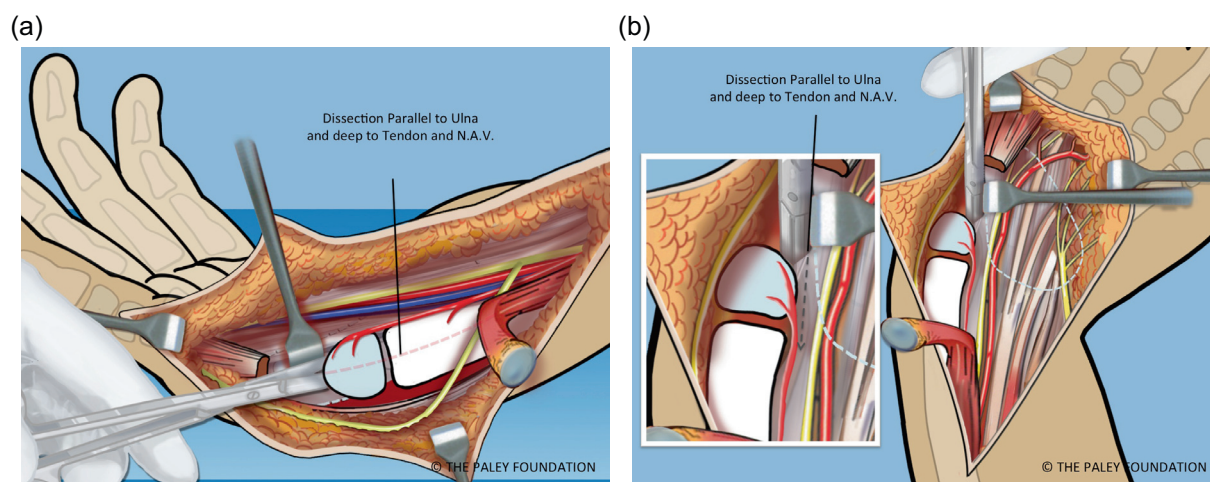 (a)
Dissection Parallel to Ulna
and deep to Tendon and N.A.V.
© THE PALEY FOUNDATION
(b)
Dissection Parallel to Ulna
and deep to Tendon and N.A.V.
© THE PALEY FOUNDATION